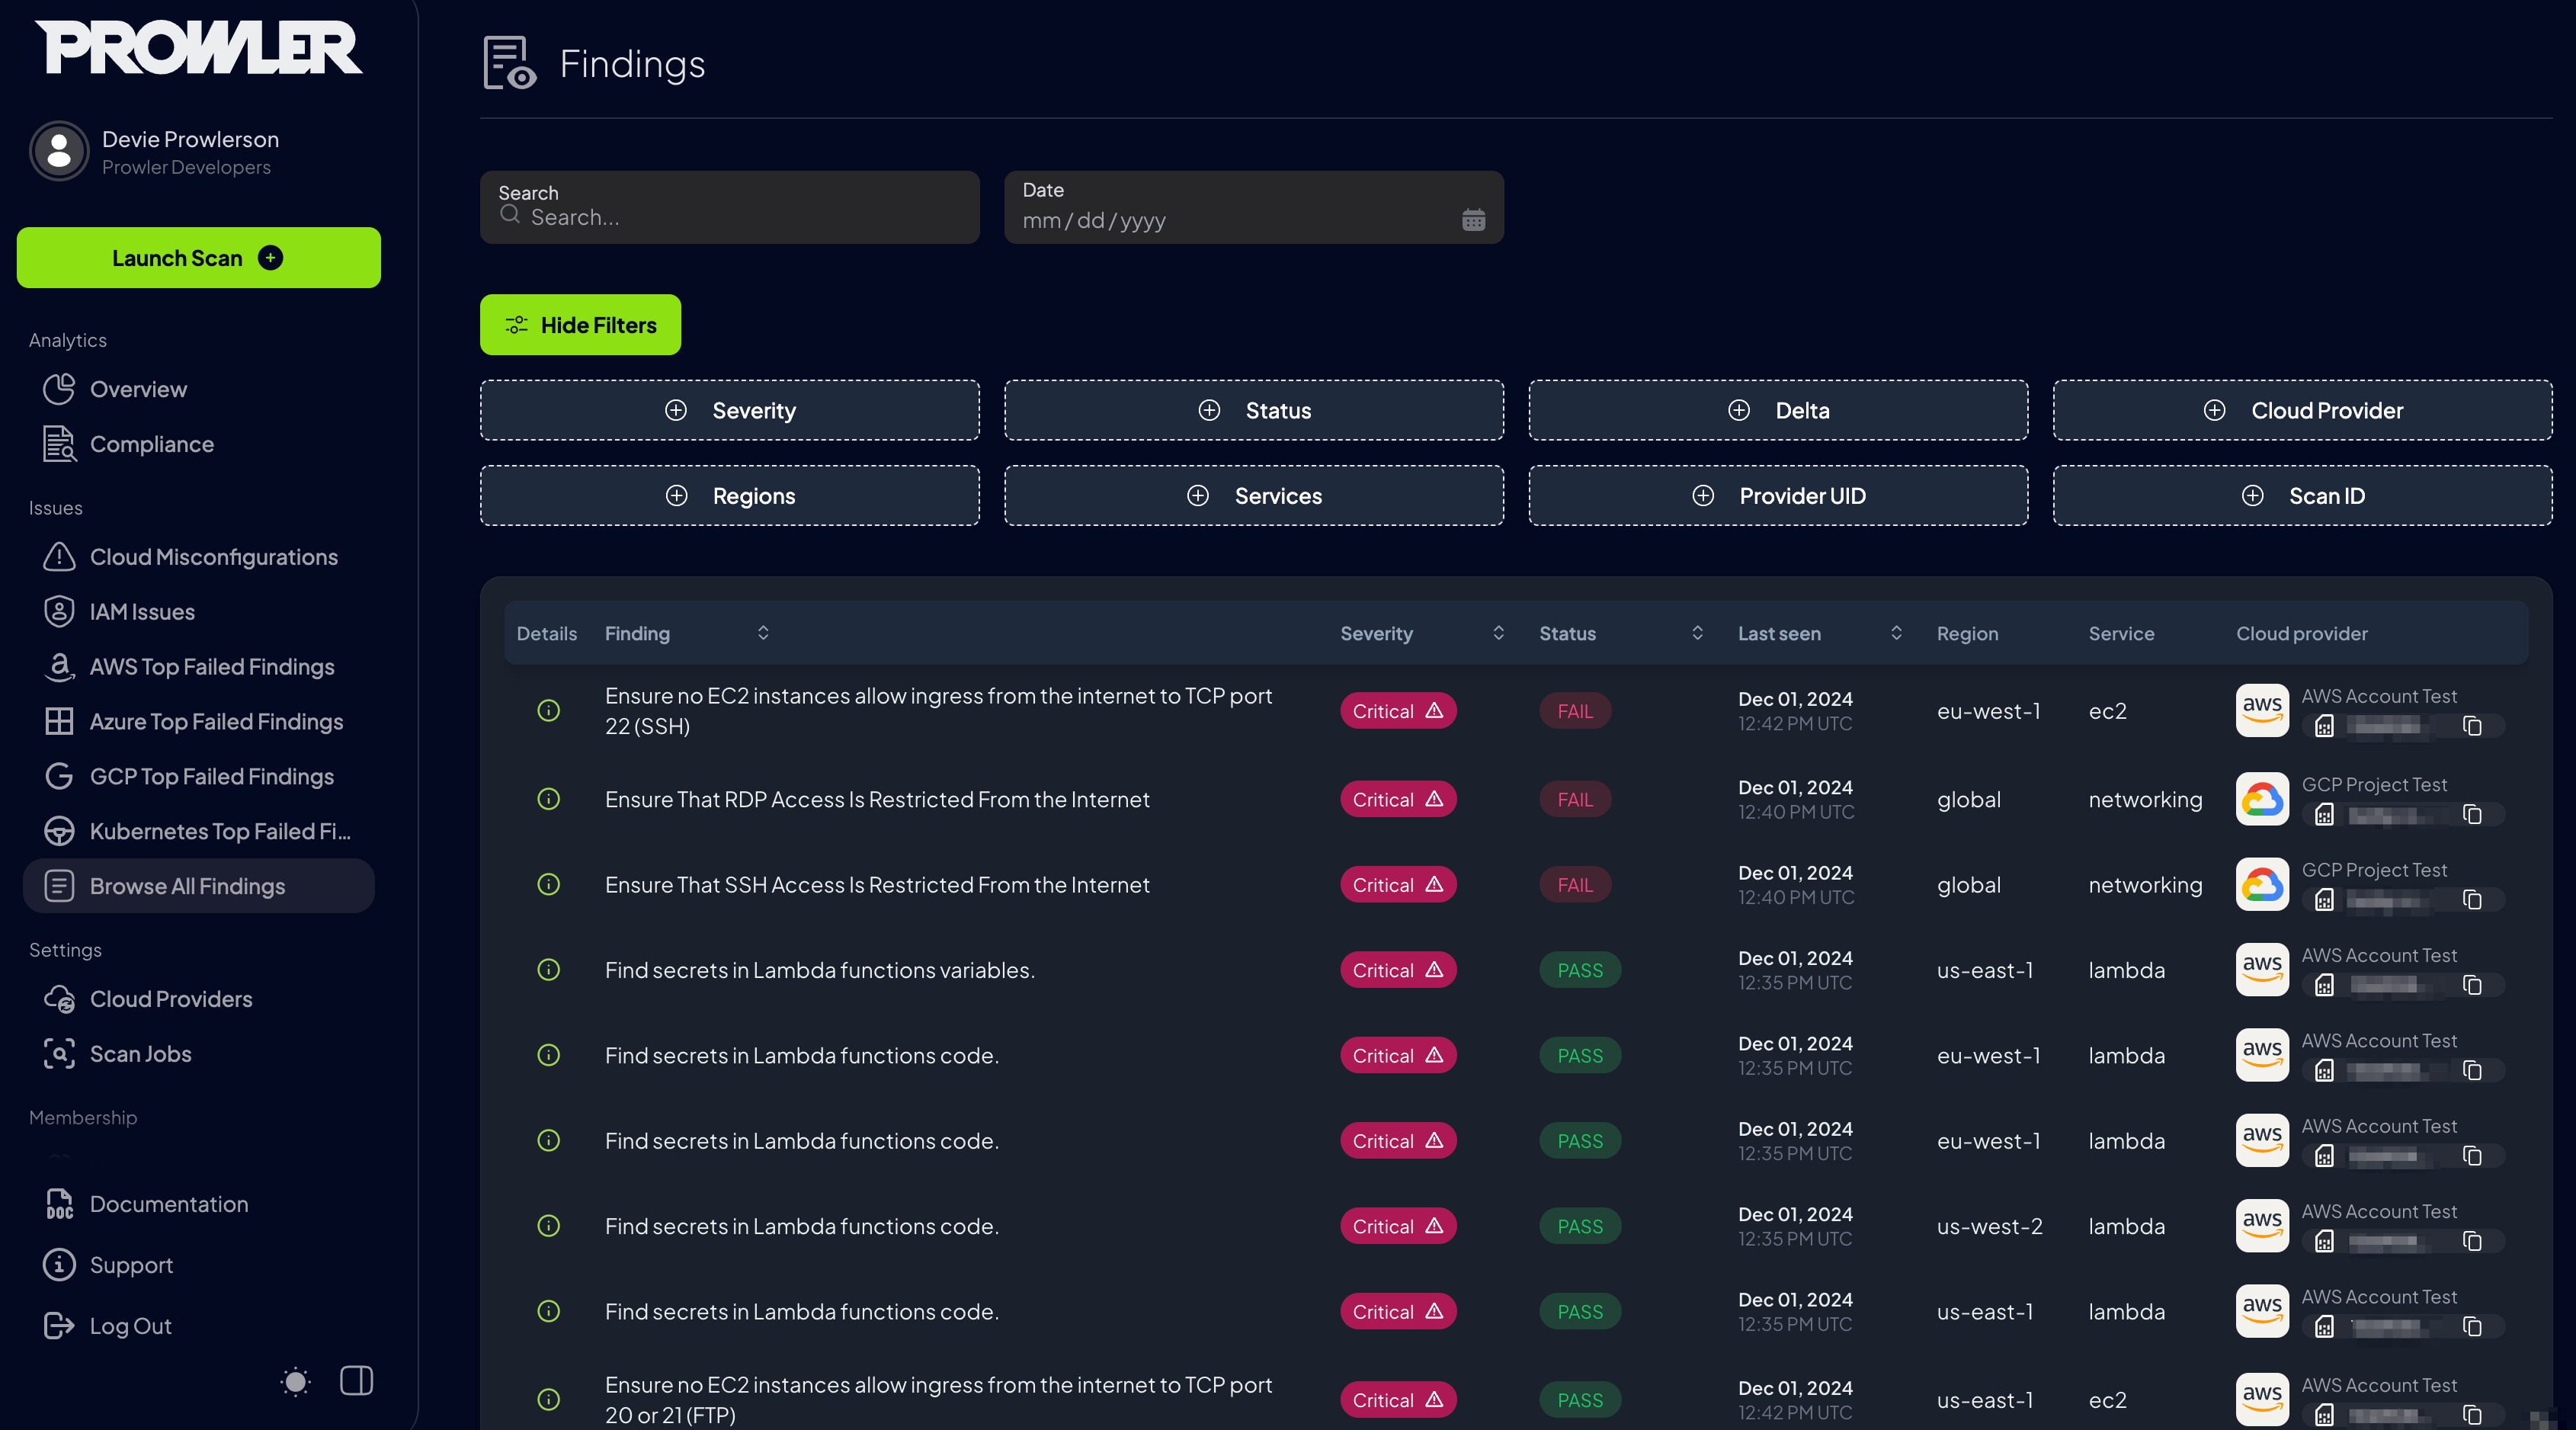 PROWLER
Devie Prowlerson
Prowler Developers
Launch Scan
Analytics
Overview
Compliance
Issues
Cloud Misconfigurations
IAM Issues
AWS Top Failed Findings
Azure Top Failed Findings
GCP Top Failed Findings
Kubernetes Top Failed Fi...
Browse All Findings
Settings
Cloud Providers
Scan Jobs
Membership
DOC Documentation
Support
Log Out
Findings
Search
Search...
Date
mm / dd / yyyy
Hide Filters
Severity Status Delta Cloud Provider
Regions Services Provider UID Scan ID
Details Finding Severity Status Last seen Region Service Cloud provider
Ensure no EC2 instances allow ingress from the internet to TCP port
22 (SSH)
Critical FAIL
Dec 01, 2024
12:42 PM UTC
eu-west-1 ec2 aws AWS Account Test
Ensure That RDP Access Is Restricted From the Internet Critical FAIL
Dec 01, 2024
12:40 PM UTC
global networking GCP Project Test
Ensure That SSH Access Is Restricted From the Internet Critical FAIL
Dec 01, 2024
12:40 PM UTC
global networking GCP Project Test
Find secrets in Lambda functions variables. Critical PASS
Dec 01, 2024
12:35 PM UTC
us-east-1 lambda aws AWS Account Test
Find secrets in Lambda functions code. Critical PASS
Dec 01, 2024
12:35 PM UTC
eu-west-1 lambda aws AWS Account Test
Find secrets in Lambda functions code. Critical PASS
Dec 01, 2024
12:35 PM UTC
eu-west-1 lambda aws AWS Account Test
Find secrets in Lambda functions code. Critical PASS
Dec 01, 2024
12:35 PM UTC
us-west-2 lambda aws AWS Account Test
Find secrets in Lambda functions code. Critical PASS
Dec 01, 2024
12:35 PM UTC
us-east-1 lambda aws AWS Account Test
Ensure no EC2 instances allow ingress from the internet to TCP port
20 or 21 (FTP)
Critical PASS
Dec 01, 2024
12:42 PM UTC
us-east-1 ec2 aws AWS Account Test